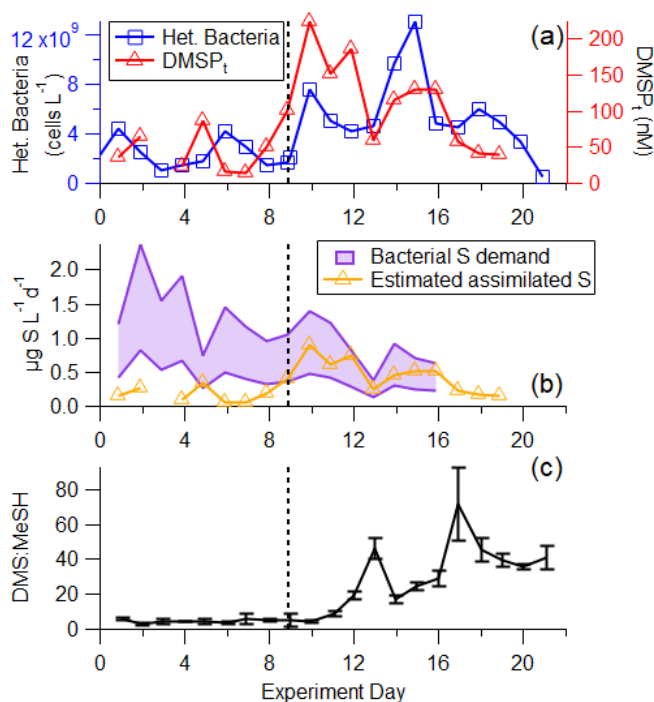 (a)
Het. Bacteria
DMSPt
Het. Bacteria
(cells L-1)
12 x10^9
8
4
0
200
150
100
50
0
DMSPt (nM)
0 4 8 12 16 20
(b)
Bacterial S demand
Estimated assimilated S
µg S L-1 d-1
2.0
1.5
1.0
0.5
0.0
0 4 8 12 16 20
(c)
DMS:MeSH
80
60
40
20
0
0 4 8 12 16 20
Experiment Day